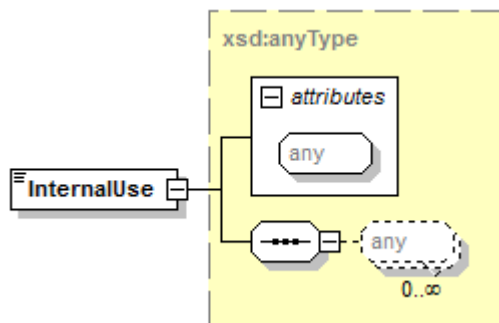 xsd:anyType
attributes
any
InternalUse
any
0..∞